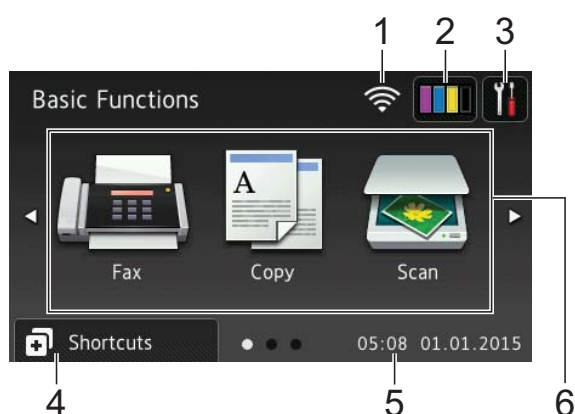 1 2 3
Basic Functions
A
Fax Copy Scan
Shortcuts 05:08 01.01.2015
4 5 6